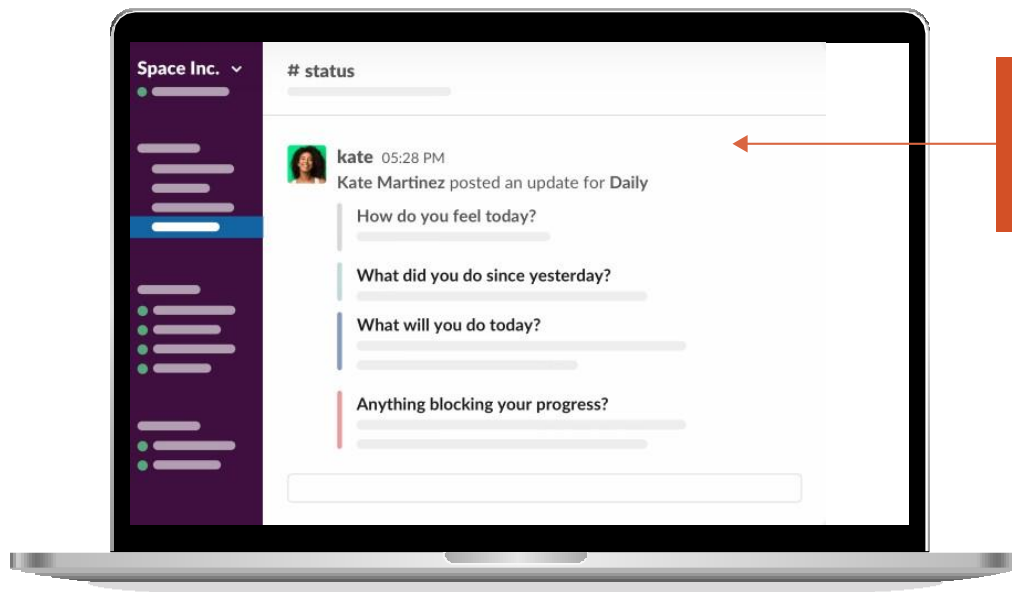 Space Inc.
# status
kate 05:28 PM
Kate Martinez posted an update for Daily
How do you feel today?
What did you do since yesterday?
What will you do today?
Anything blocking your progress?